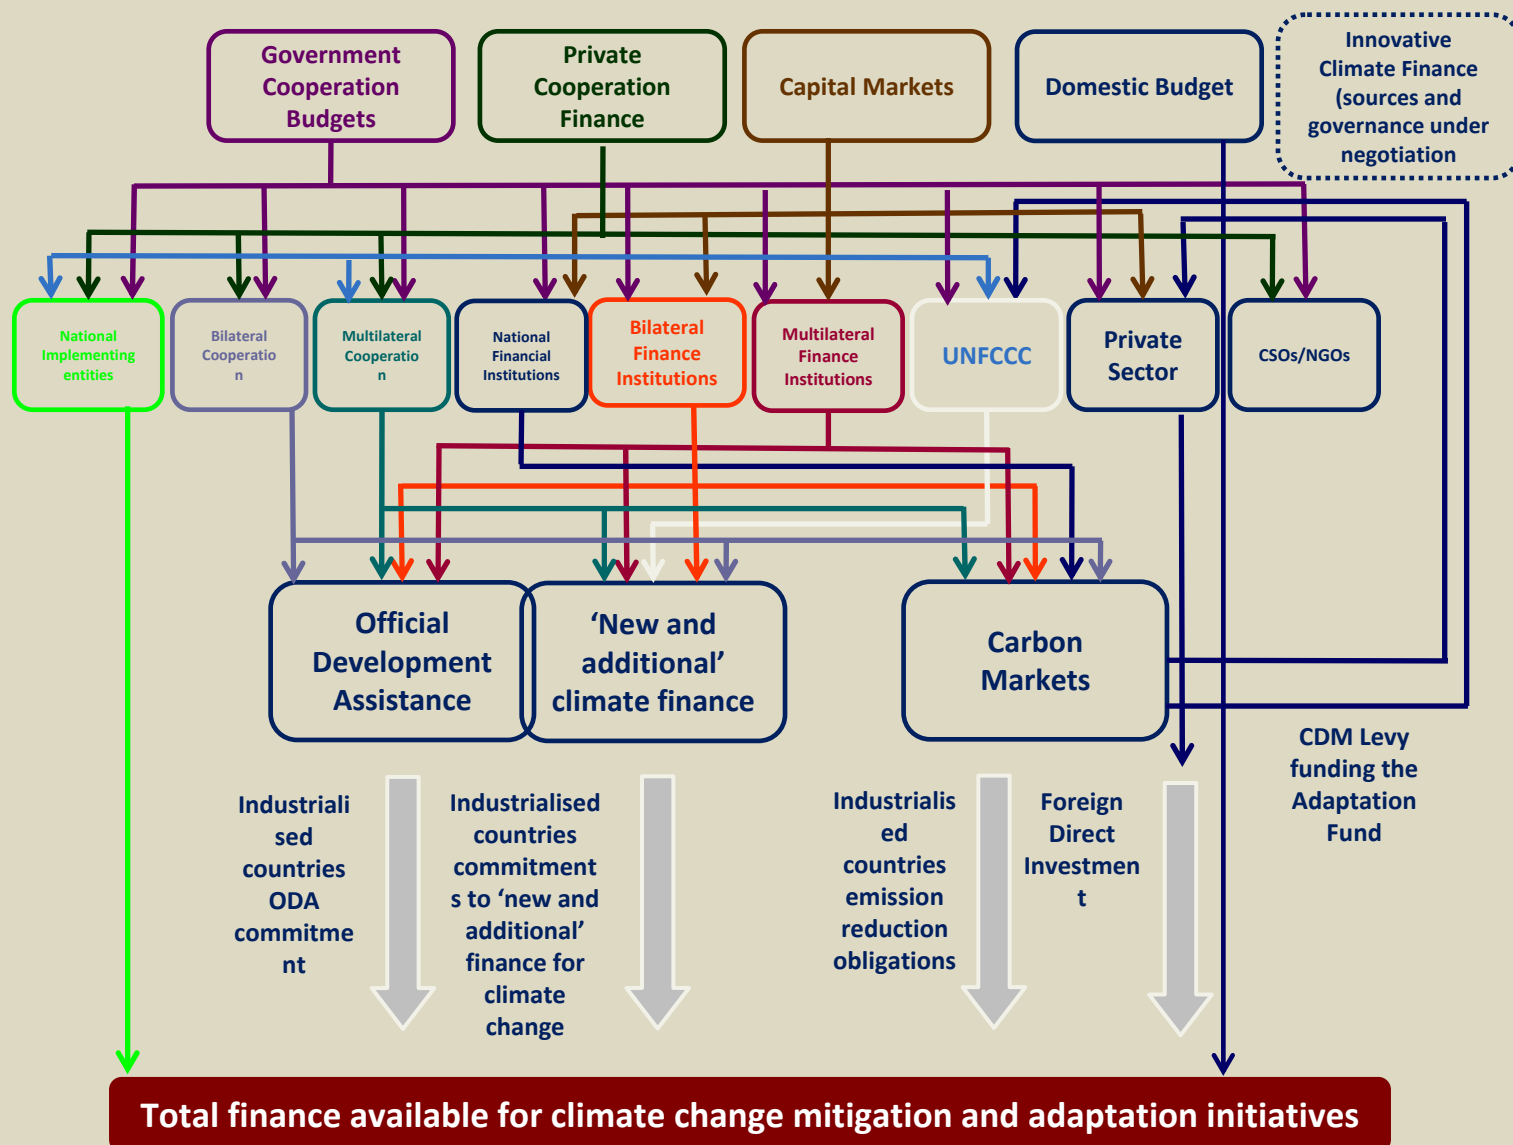 Government
Cooperation
Budgets
Private
Cooperation
Finance
Capital Markets
Domestic Budget
Innovative
Climate Finance
(sources and
governance under
negotiation
National
Implementing
entities
Bilateral
Cooperatio
n
Multilateral
Cooperatio
n
National
Financial
Institutions
Bilateral
Finance
Institutions
Multilateral
Finance
Institutions
UNFCCC
Private
Sector
CSOs/NGOs
Official
Development
Assistance
‘New and
additional’
climate finance
Carbon
Markets
CDM Levy
funding the
Adaptation
Fund
Industriali
sed
countries
ODA
commitme
nt
Industrialised
countries
commitment
s to ‘new and
additional’
finance for
climate
change
Industrialis
ed
countries
emission
reduction
obligations
Foreign
Direct
Investmen
t
Total finance available for climate change mitigation and adaptation initiatives